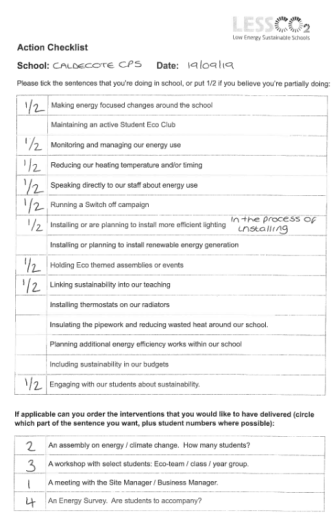 LESSCO2
Low Energy Sustainable Schools
Action Checklist
School: CALDECOTE CPS Date: 19/09/19
Please tick the sentences that you're doing in school, or put 1/2 if you believe you're partially doing:
1/2 Making energy focused changes around the school
Maintaining an active Student Eco Club
1/2 Monitoring and managing our energy use
1/2 Reducing our heating temperature and/or timing
1/2 Speaking directly to our staff about energy use
1/2 Running a Switch off campaign
1/2 Installing or are planning to install more efficient lighting in the process of
installing
Installing or planning to install renewable energy generation
1/2 Holding Eco themed assemblies or events
1/2 Linking sustainability into our teaching
Installing thermostats on our radiators
Insulating the pipework and reducing wasted heat around our school.
Planning additional energy efficiency works within our school
Including sustainability in our budgets
1/2 Engaging with our students about sustainability.
If applicable can you order the interventions that you would like to have delivered (circle
which part of the sentence you want, plus student numbers where possible):
2 An assembly on energy / climate change. How many students?
3 A workshop with select students: Eco-team / class / year group.
1 A meeting with the Site Manager / Business Manager.
4 An Energy Survey. Are students to accompany?